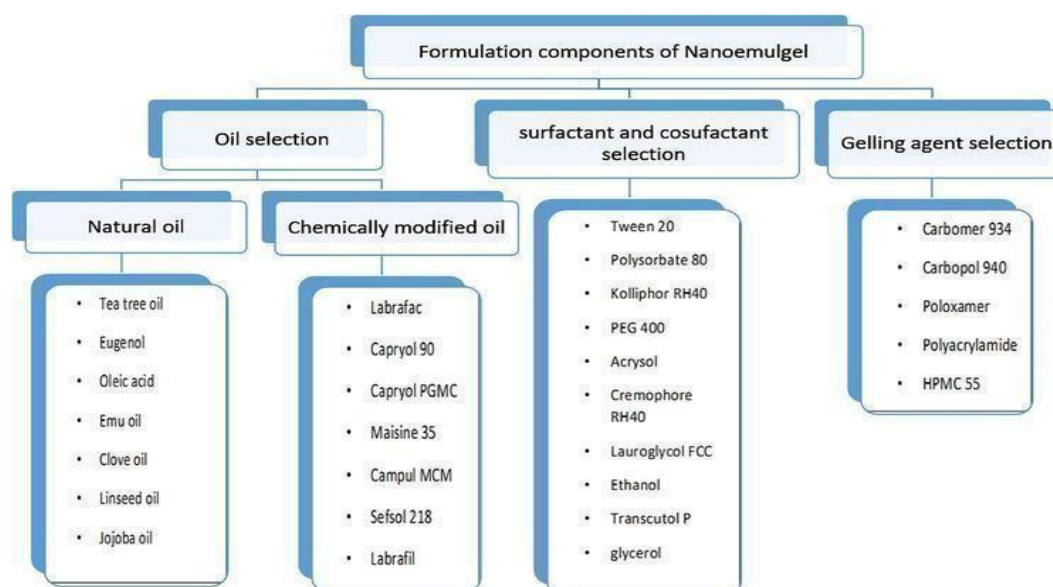 Formulation components of Nanoemulgel
Oil selection
surfactant and cosufactant
selection
Gelling agent selection
Natural oil
Chemically modified oil
• Tea tree oil
• Eugenol
• Oleic acid
• Emu oil
• Clove oil
• Linseed oil
• Jojoba oil
• Labrafac
• Capryol 90
• Capryol PGMC
• Maisine 35
• Campul MCM
• Sefsol 218
• Labrafil
• Tween 20
• Polysorbate 80
• Kolliphor RH40
• PEG 400
• Acrysol
• Cremophore
RH40
• Lauroglycol FCC
• Ethanol
• Transcutol P
• glycerol
• Carbomer 934
• Carbopol 940
• Poloxamer
• Polyacrylamide
• HPMC 55